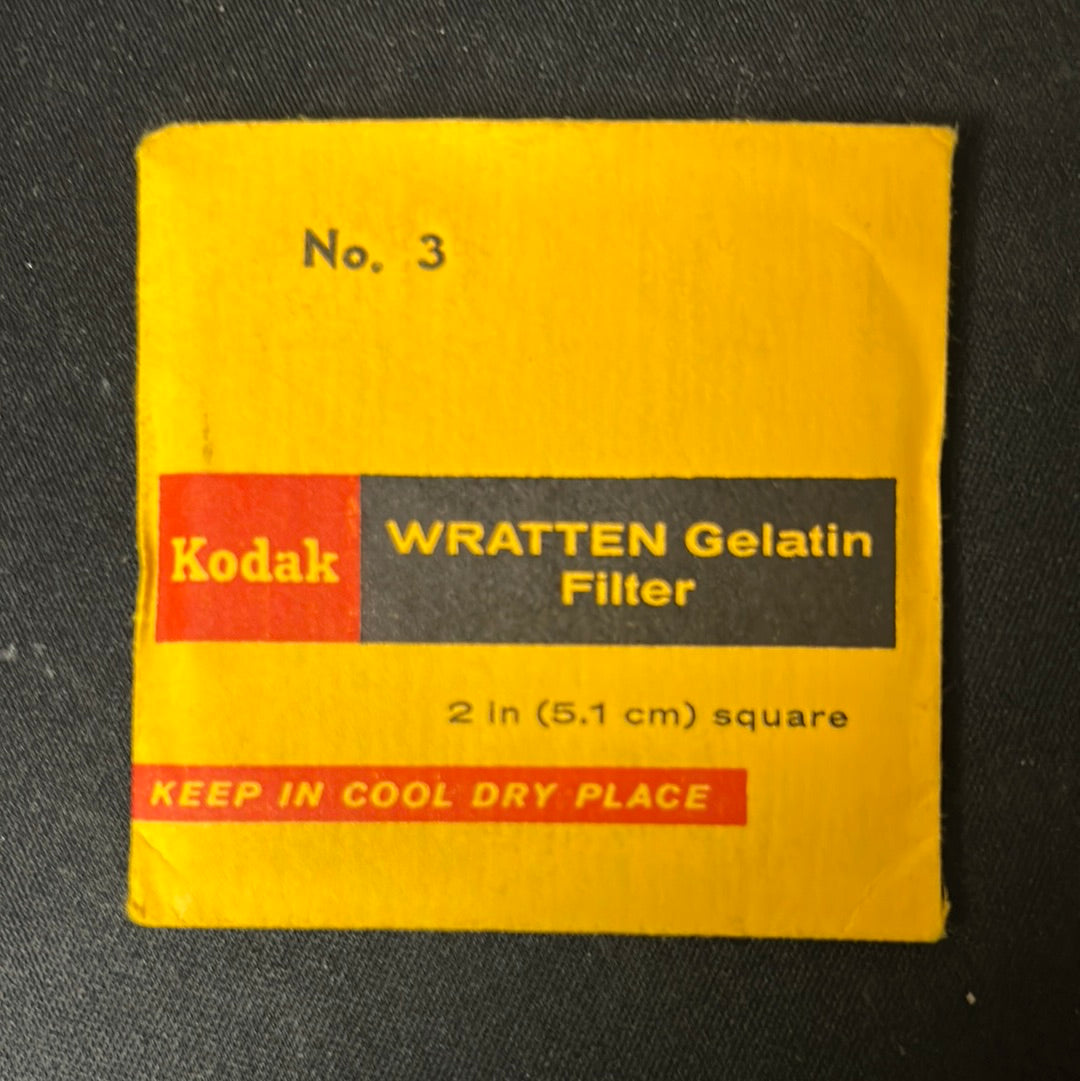 No. 3
Kodak
WRATTEN Gelatin
Filter
2 in (5.1 cm) square
KEEP IN COOL DRY PLACE